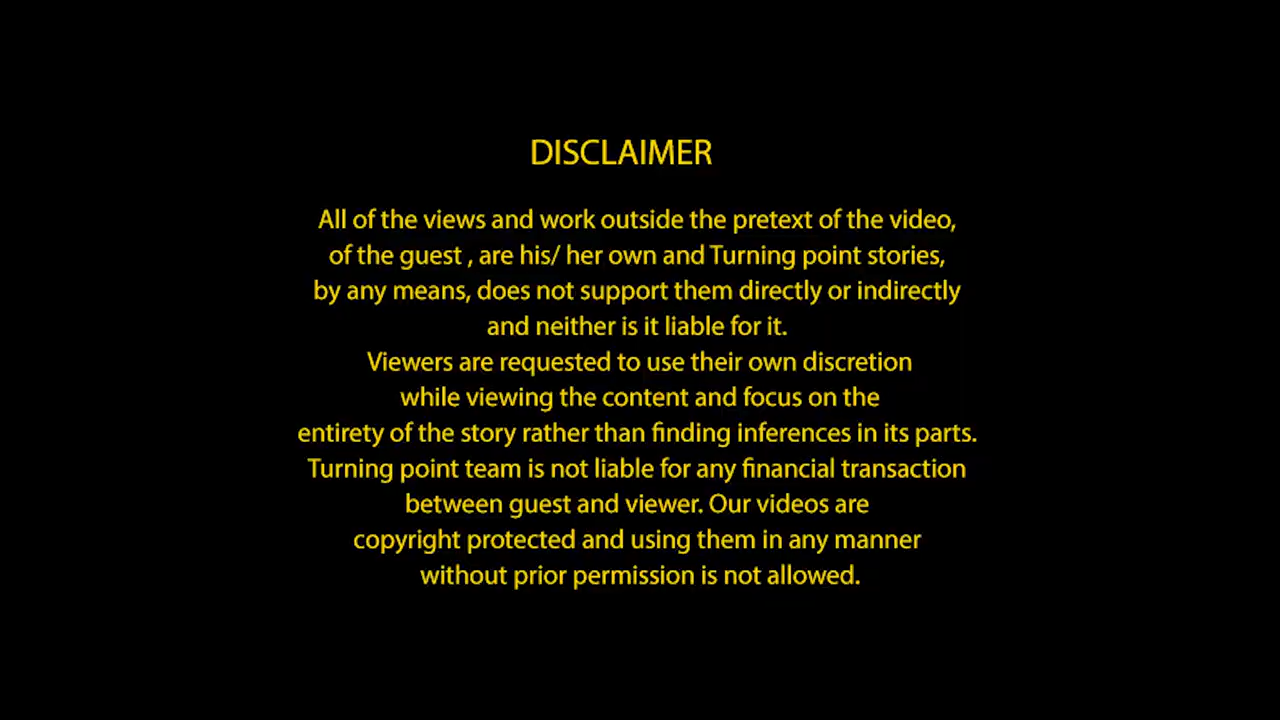 DISCLAIMER
All of the views and work outside the pretext of the video,
of the guest , are his/ her own and Turning point stories,
by any means, does not support them directly or indirectly
and neither is it liable for it.
Viewers are requested to use their own discretion
while viewing the content and focus on the
entirety of the story rather than finding inferences in its parts.
Turning point team is not liable for any financial transaction
between guest and viewer. Our videos are
copyright protected and using them in any manner
without prior permission is not allowed.